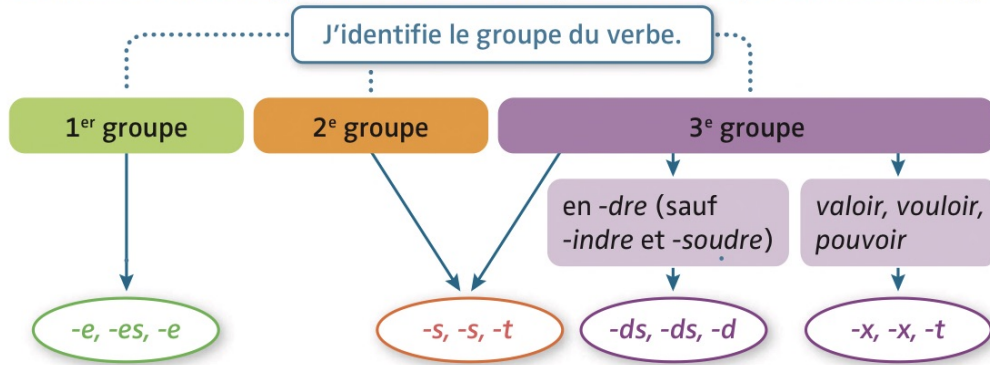 J'identifie le groupe du verbe.
1er groupe
2e groupe
3e groupe
en -dre (sauf
-indre et -soudre)
valoir, vouloir,
pouvoir
-e, -es, -e
-s, -s, -t
-ds, -ds, -d
-x, -x, -t